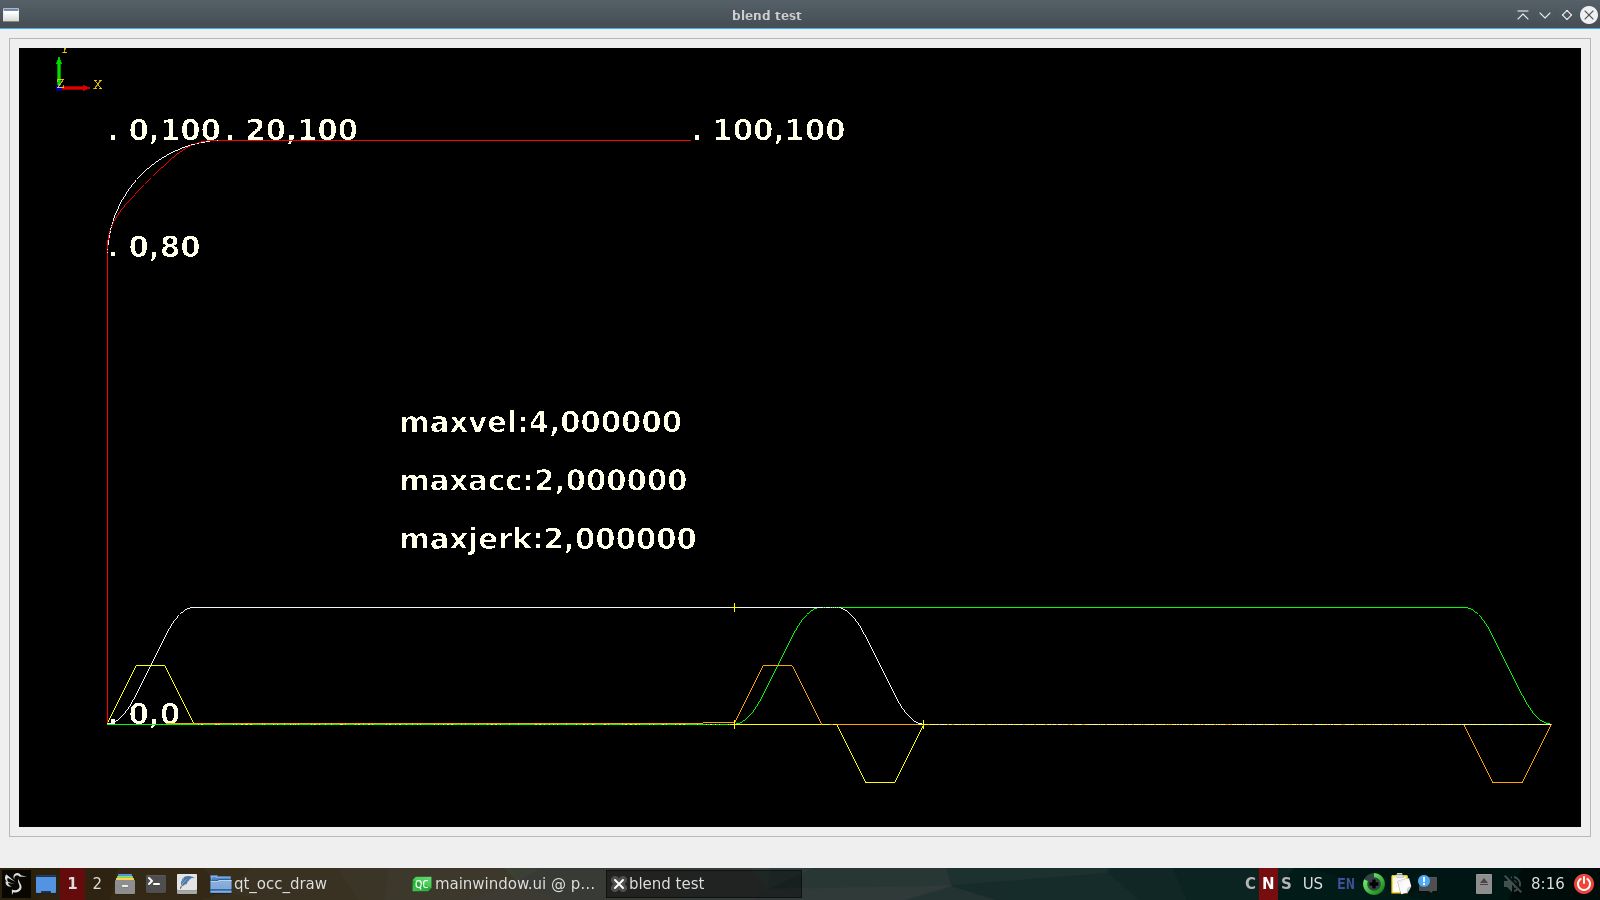 blend test
Y
Z X
. 0,100. 20,100 . 100,100
. 0,80
maxvel:4,000000
maxacc:2,000000
maxjerk:2,000000
. 0,0
1 2 qt_occ_draw mainwindow.ui @ p... blend test C N S US EN 8:16